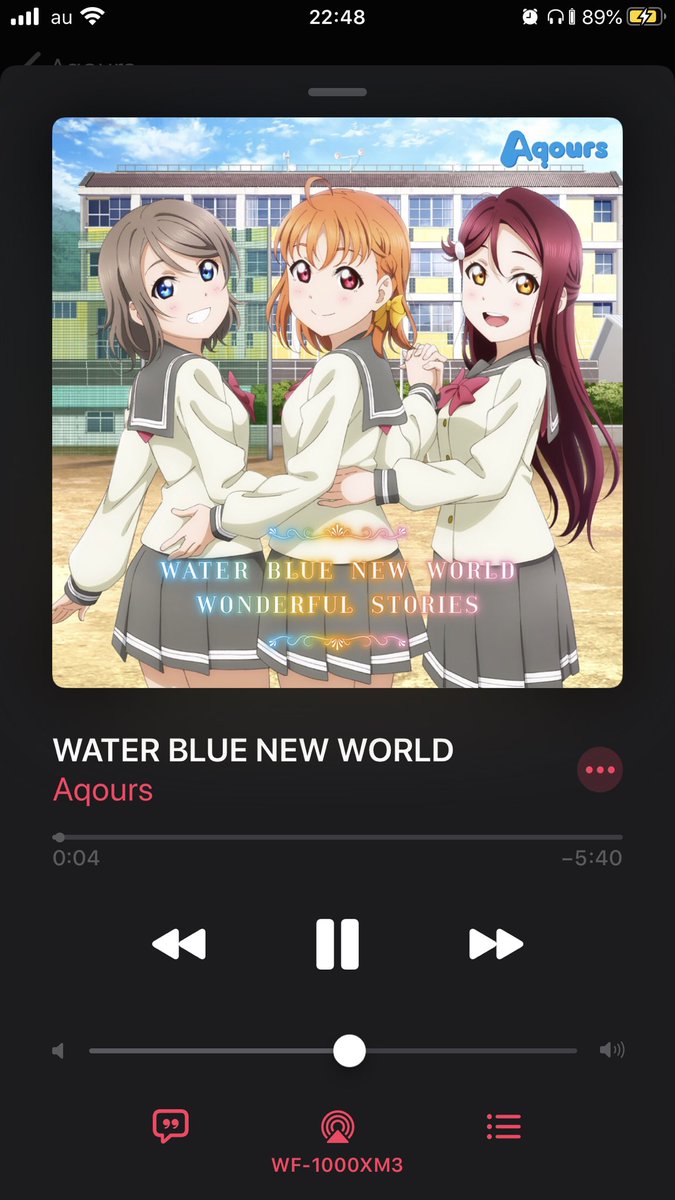 au 22:48 89%
Aqours
Aqours
WATER BLUE NEW WORLD
WONDERFUL STORIES
WATER BLUE NEW WORLD
Aqours
0:04 −5:40
WF-1000XM3